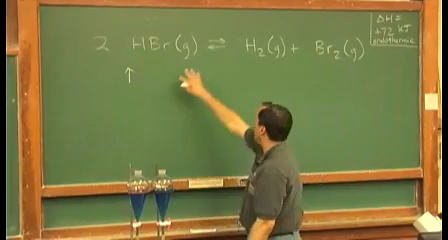 2 HBr(g) ⇌ H₂(g) + Br₂(g)
↑
ΔH =
+72 kJ
endothermic